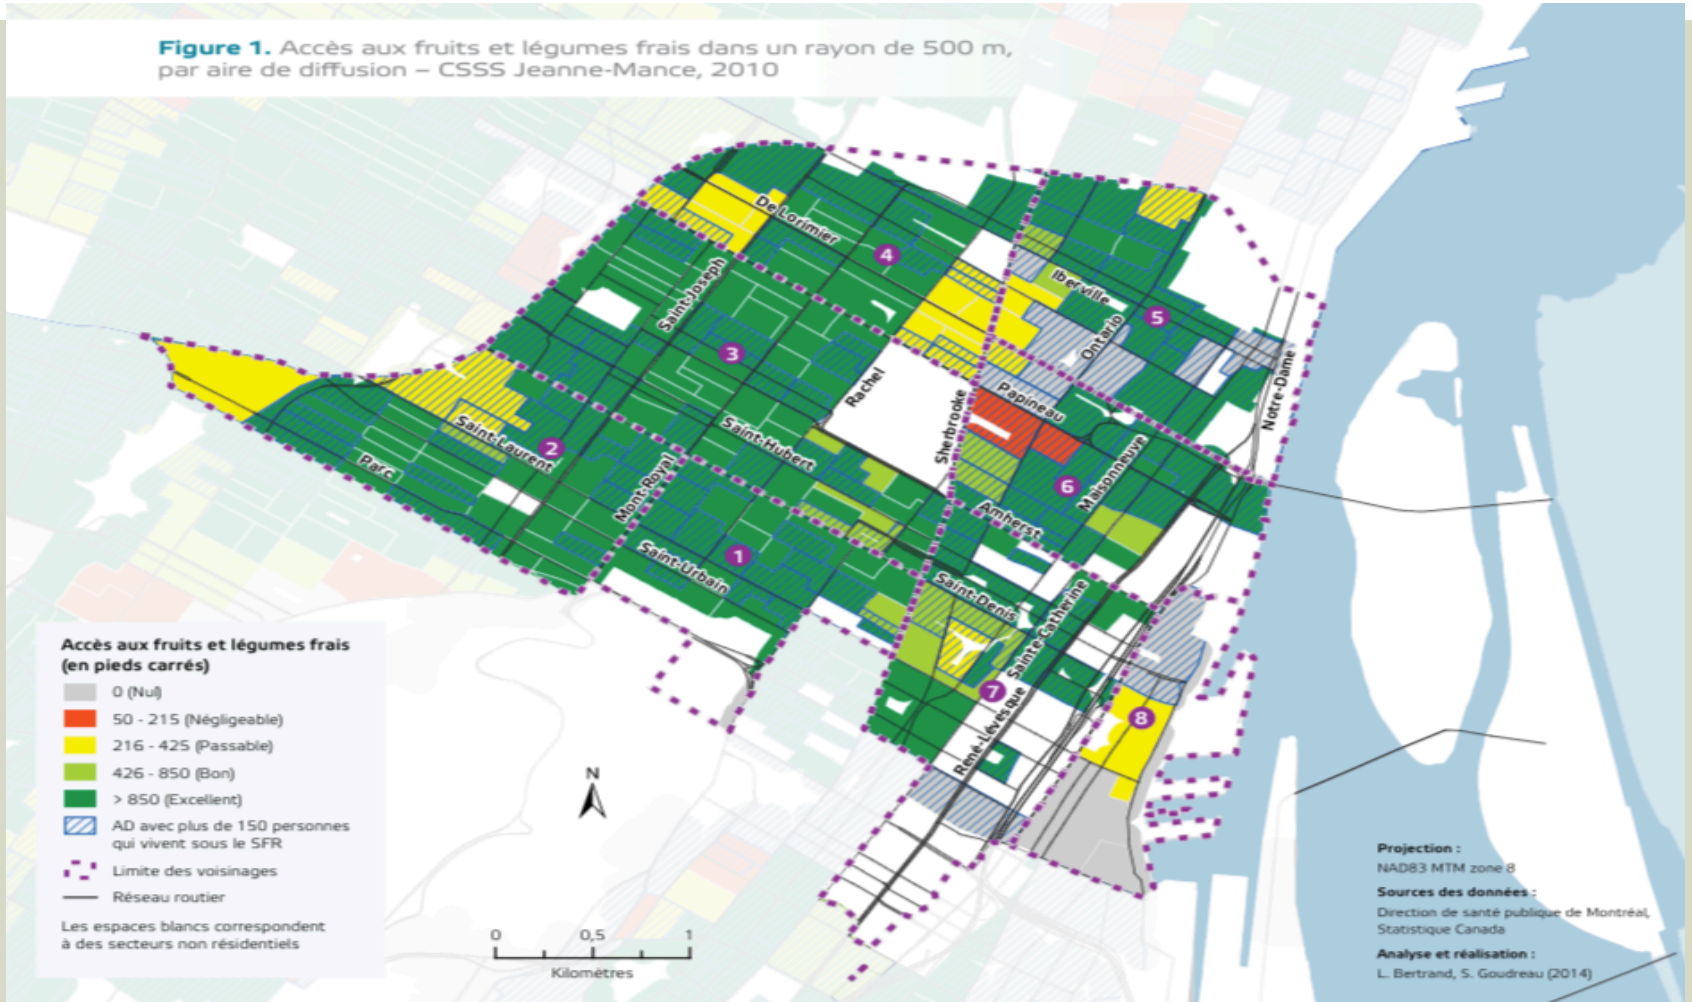 Figure 1. Accès aux fruits et légumes frais dans un rayon de 500 m,
par aire de diffusion – CSSS Jeanne-Mance, 2010
De Lorimier
4
Saint-Joseph
Iberville
5
Ontario
3
Rachel
Notre-Dame
Papineau
Sherbrooke
Saint-Laurent
2
Saint-Hubert
Parc
Mont-Royal
6
Maisonneuve
Amherst
1
Saint-Urbain
Saint-Denis
Sainte-Catherine
7
René-Lévesque
8
Accès aux fruits et légumes frais
(en pieds carrés)
0 (Nul)
50 - 215 (Négligeable)
216 - 425 (Passable)
426 - 850 (Bon)
> 850 (Excellent)
AD avec plus de 150 personnes
qui vivent sous le SFR
Limite des voisinages
Réseau routier
Les espaces blancs correspondent
à des secteurs non résidentiels
N
0 0,5 1
Kilomètres
Projection :
NAD83 MTM zone 8
Sources des données :
Direction de santé publique de Montréal,
Statistique Canada
Analyse et réalisation :
L. Bertrand, S. Goudreau (2014)